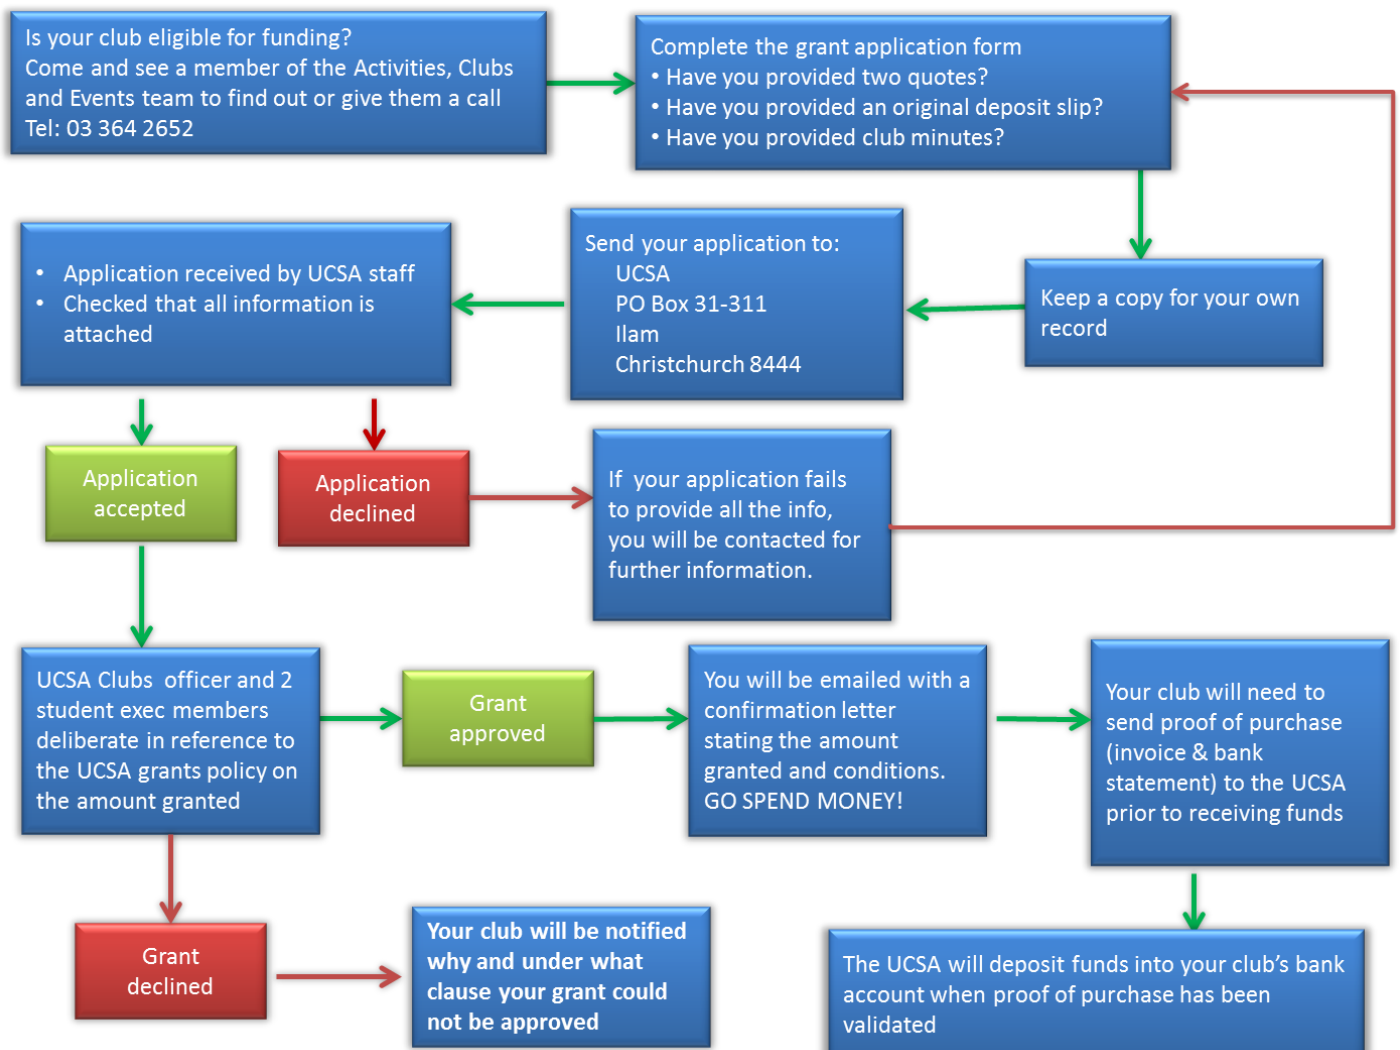 Is your club eligible for funding?
Come and see a member of the Activities, Clubs
and Events team to find out or give them a call
Tel: 03 364 2652
Complete the grant application form
• Have you provided two quotes?
• Have you provided an original deposit slip?
• Have you provided club minutes?
Keep a copy for your own
record
Send your application to:
UCSA
PO Box 31-311
Ilam
Christchurch 8444
• Application received by UCSA staff
• Checked that all information is
attached
Application
accepted
Application
declined
If your application fails
to provide all the info,
you will be contacted for
further information.
UCSA Clubs officer and 2
student exec members
deliberate in reference to
the UCSA grants policy on
the amount granted
Grant
approved
You will be emailed with a
confirmation letter
stating the amount
granted and conditions.
GO SPEND MONEY!
Your club will need to
send proof of purchase
(invoice & bank
statement) to the UCSA
prior to receiving funds
Grant
declined
Your club will be notified
why and under what
clause your grant could
not be approved
The UCSA will deposit funds into your club’s bank
account when proof of purchase has been
validated